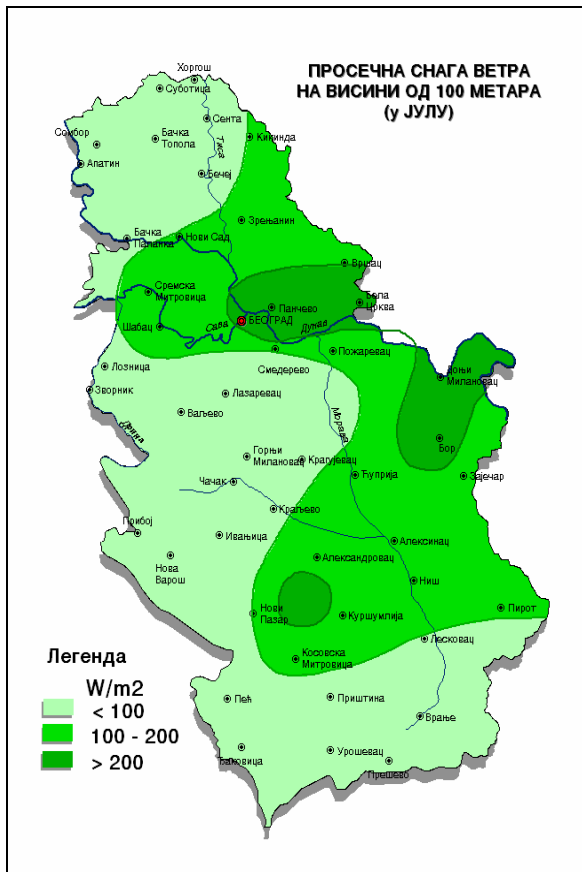 ПРОСЕЧНА СНАГА ВЕТРА
НА ВИСИНИ ОД 100 МЕТАРА
(у ЈУЛУ)
Хоргош
Суботица
Сента
Сомбор
Бачка
Топола
Кикинда
Тиса
Апатин
Бечеј
Зрењанин
Бачка
Паланка
Нови Сад
Вршац
Сремска
Митровица
Бела
Црква
Панчево
БЕОГРАД
Сава
Дунав
Шабац
Пожаревац
Смедерево
Доњи
Милановац
Лозница
Зворник
Лазаревац
Ваљево
Морава
Дрина
Бор
Горњи
Милановац
Крагујевац
Чачак
Ћуприја
Зајечар
Краљево
Прибој
Ивањица
Алексинац
Нова
Варош
Александровац
Ниш
Нови
Пазар
Куршумлија
Пирот
Лесковац
Косовска
Митровица
Легенда
W/m2
< 100
100 - 200
> 200
Пећ
Приштина
Врање
Ђаковица
Урошевац
Прешево